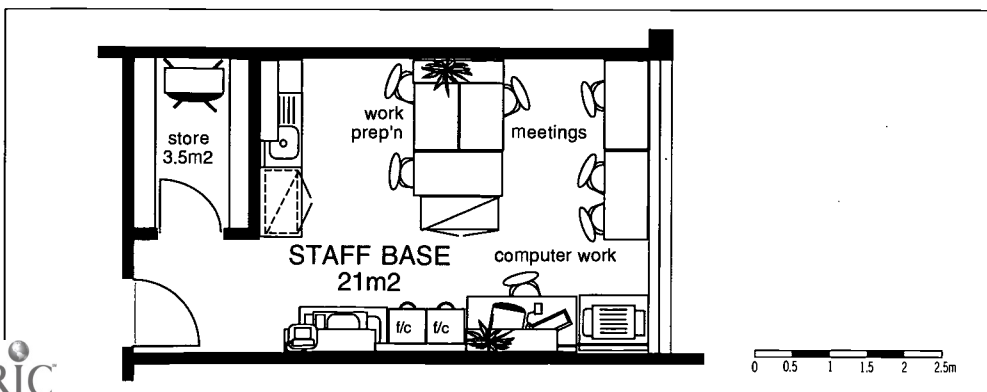 store
3.5m2
work
prep'n
meetings
STAFF BASE
21m2
computer work
f/c f/c
0 0.5 1 1.5 2 2.5m
RIC